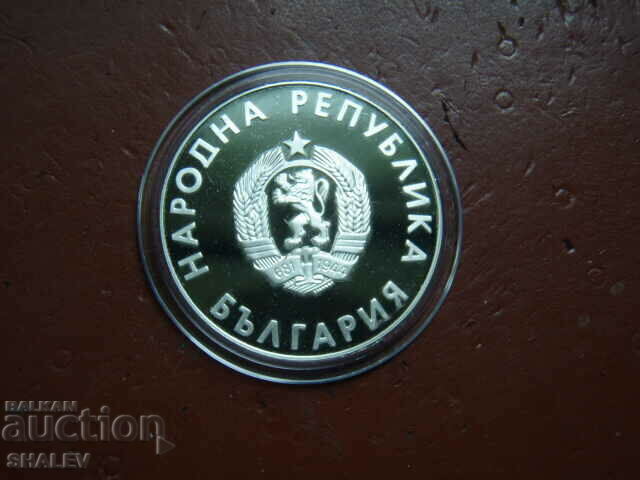 НАРОДНА РЕПУБЛИКА
БЪЛГАРИЯ
681 1944
BALKAN
auction
SHALEV